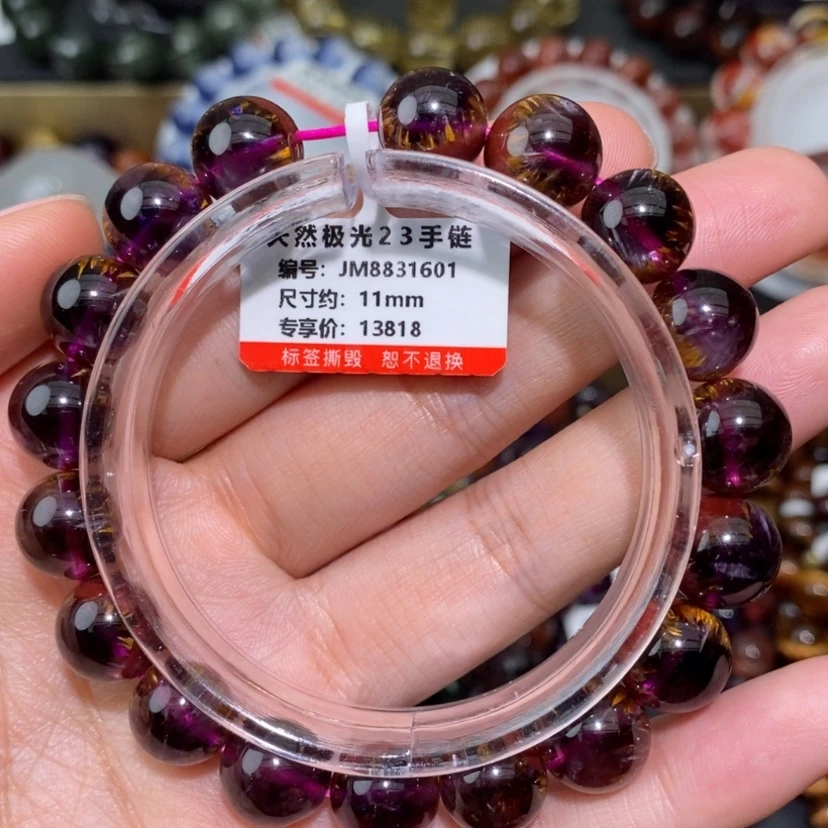 天然极光23手链
编号：JM8831601
尺寸约：11mm
专享价：13818
标签撕毁 恕不退换